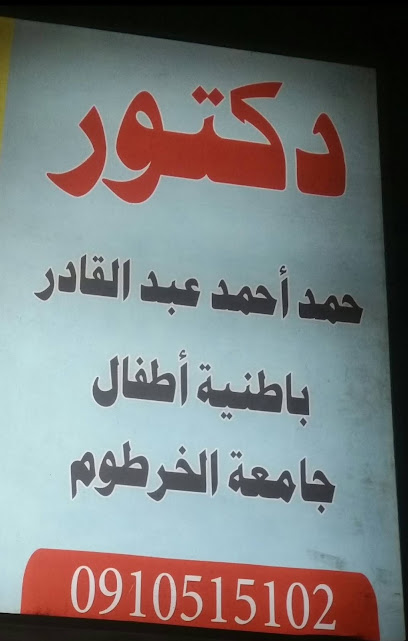 دكتور
حمد أحمد عبد القادر
باطنية أطفال
جامعة الخرطوم
0910515102